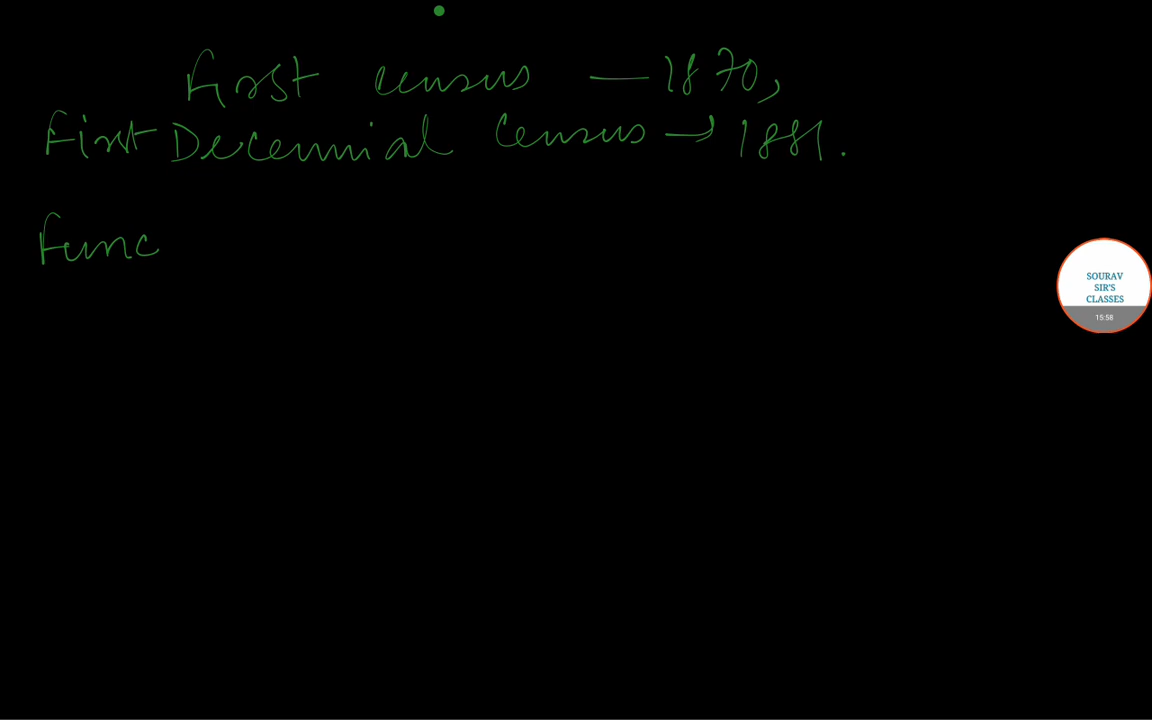 First census — 1870,
First Decennial Census → 1881.
Func
SOURAV
SIR'S
CLASSES
15:58